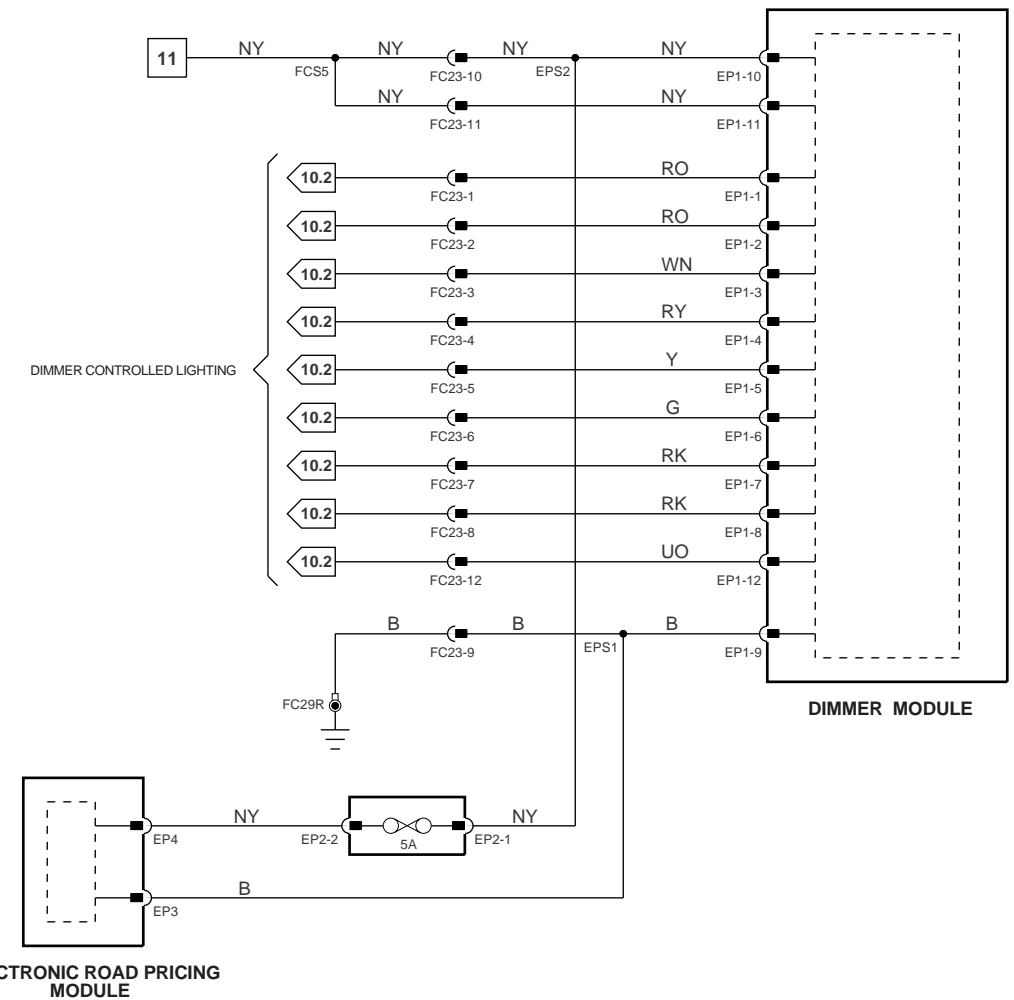 11 NY NY NY NY
FCS5 FC23-10 EPS2 EP1-10
NY NY
FC23-11 EP1-11
10.2 RO
FC23-1 EP1-1
10.2 RO
FC23-2 EP1-2
10.2 WN
FC23-3 EP1-3
10.2 RY
FC23-4 EP1-4
DIMMER CONTROLLED LIGHTING 10.2 Y
FC23-5 EP1-5
10.2 G
FC23-6 EP1-6
10.2 RK
FC23-7 EP1-7
10.2 RK
FC23-8 EP1-8
10.2 UO
FC23-12 EP1-12
B B B
FC23-9 EPS1 EP1-9
FC29R
DIMMER MODULE
NY NY
EP4 EP2-2 5A EP2-1
B
EP3
CTRONIC ROAD PRICING
MODULE